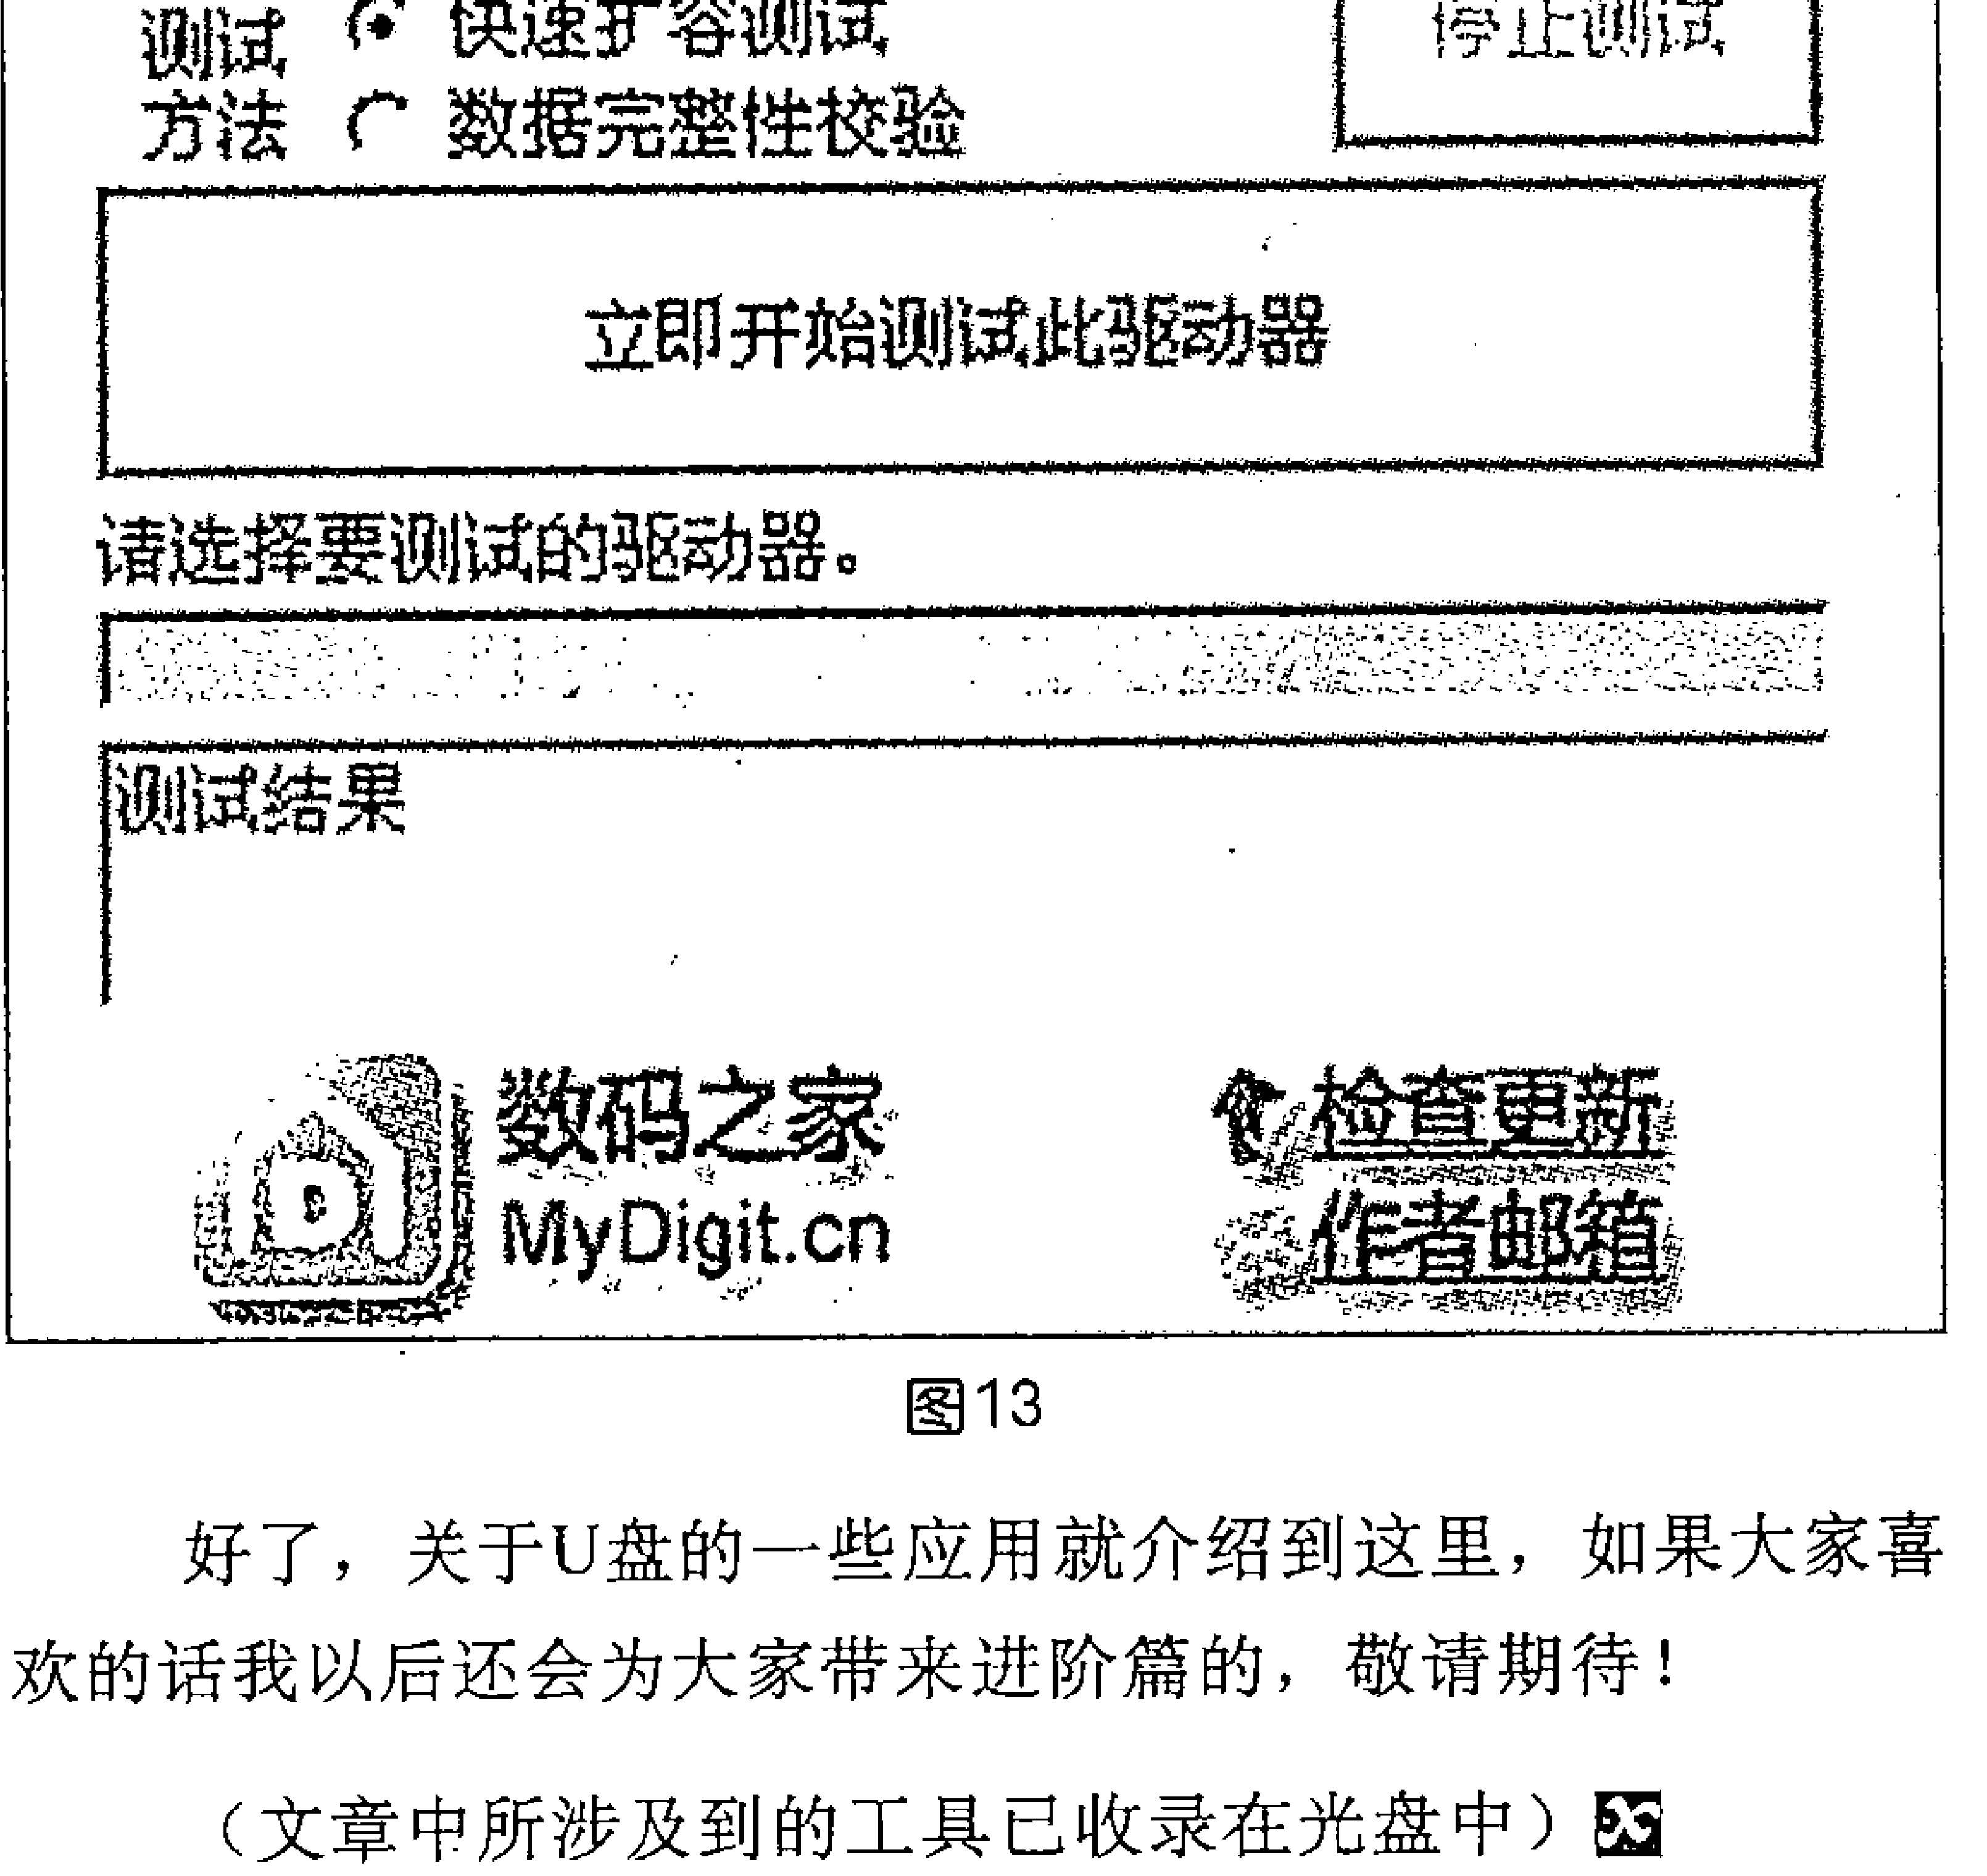 测试 快速扩容测试 停止测试
方法 数据完整性校验
立即开始测试此驱动器
请选择要测试的驱动器。
测试结果
数码之家 检查更新
MyDigit.cn 作者邮箱
图13
好了，关于U盘的一些应用就介绍到这里，如果大家喜
欢的话我以后还会为大家带来进阶篇的，敬请期待！
（文章中所涉及到的工具已收录在光盘中）